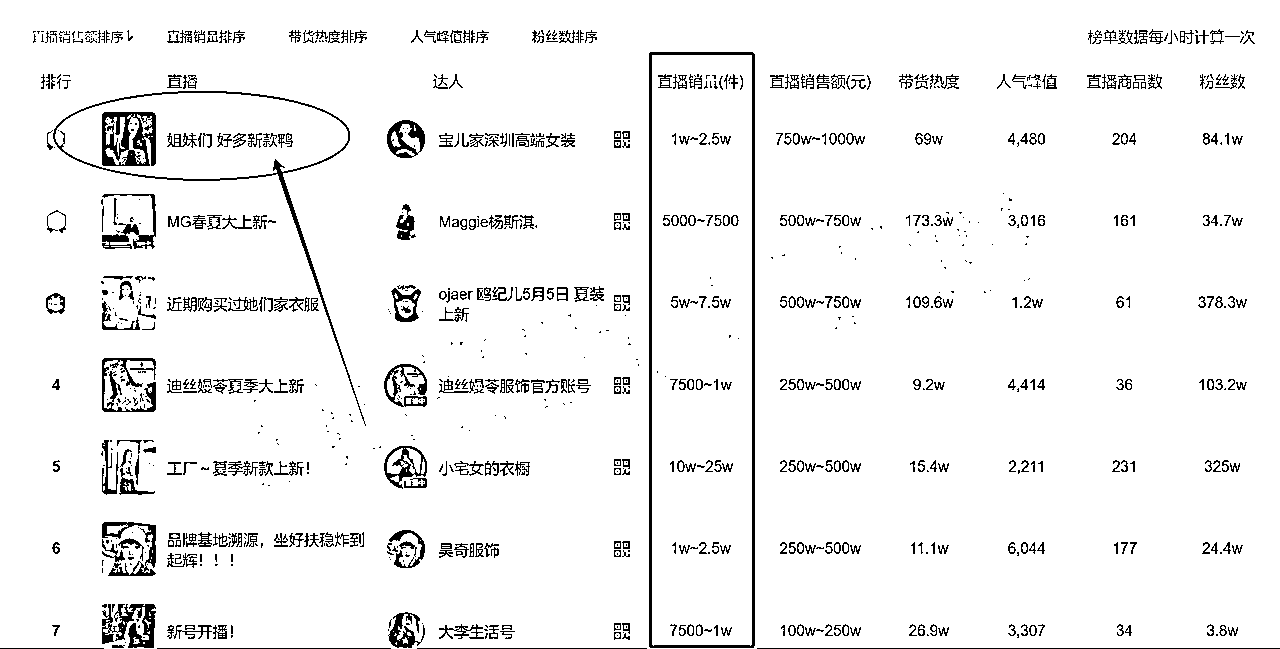 直播销售额排序↓ 直播销量排序 带货热度排序 人气峰值排序 粉丝数排序 榜单数据每小时计算一次
排行 直播 达人 直播销量(件) 直播销售额(元) 带货热度 人气峰值 直播商品数 粉丝数
姐妹们 好多新款鸭 宝儿家深圳高端女装 1w~2.5w 750w~1000w 69w 4,480 204 84.1w
MG春夏大上新~ Maggie杨斯淇. 5000~7500 500w~750w 173.3w 3,016 161 34.7w
近期购买过她们家衣服 ojaer 鸥纪儿5月5日 夏装 5w~7.5w 500w~750w 109.6w 1.2w 61 378.3w
上新
4 迪丝嫚苓夏季大上新 迪丝嫚苓服饰官方账号 7500~1w 250w~500w 9.2w 4,414 36 103.2w
5 工厂~夏季新款上新！ 小宅女的衣橱 10w~25w 250w~500w 15.4w 2,211 231 325w
6 品牌基地溯源，坐好扶稳炸到 昊奇服饰 1w~2.5w 250w~500w 11.1w 6,044 177 24.4w
起辉！！！
7 新号开播！ 大李生活号 7500~1w 100w~250w 26.9w 3,307 34 3.8w